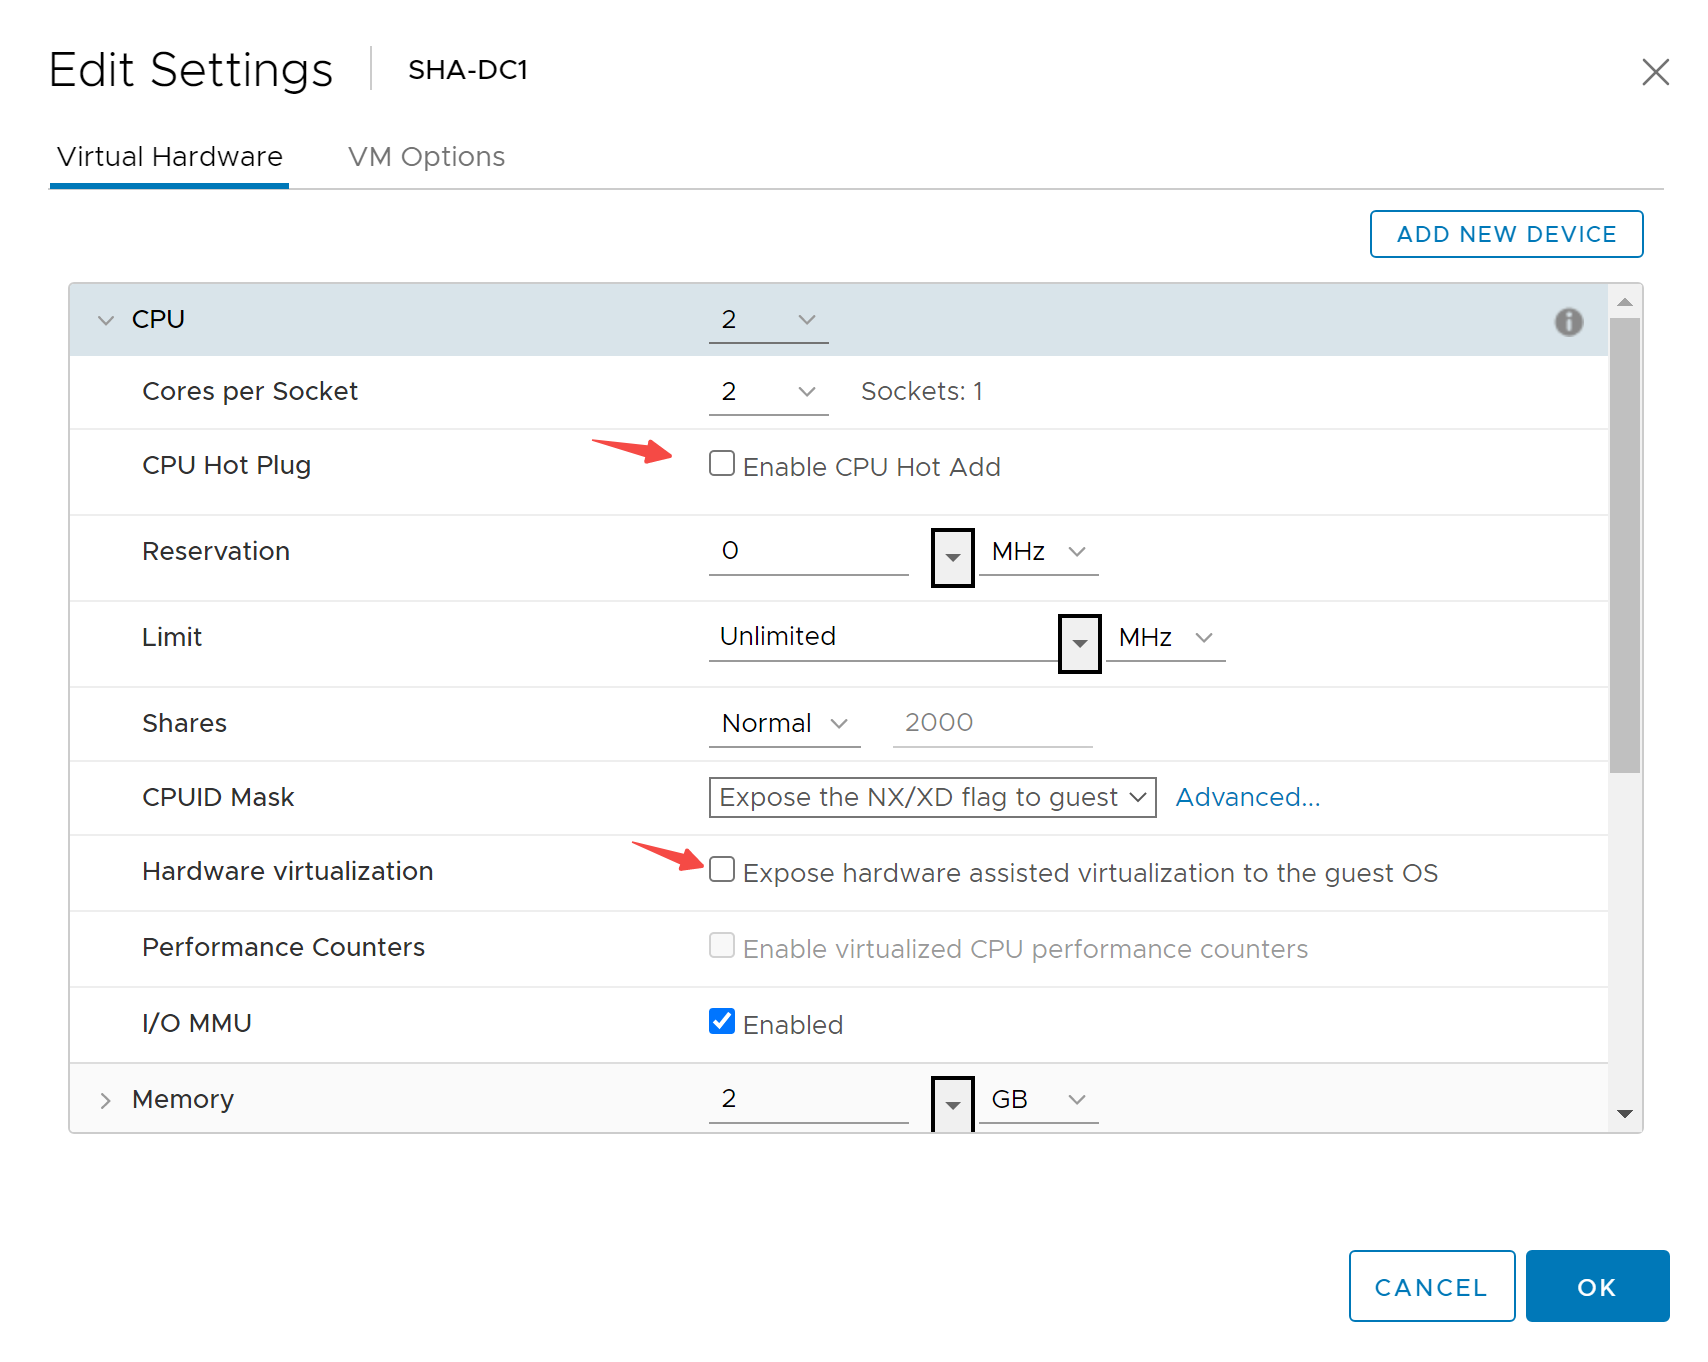 Edit Settings SHA-DC1
Virtual Hardware VM Options
ADD NEW DEVICE
CPU 2
Cores per Socket 2 Sockets: 1
CPU Hot Plug Enable CPU Hot Add
Reservation 0 MHz
Limit Unlimited MHz
Shares Normal 2000
CPUID Mask Expose the NX/XD flag to guest Advanced...
Hardware virtualization Expose hardware assisted virtualization to the guest OS
Performance Counters Enable virtualized CPU performance counters
I/O MMU Enabled
Memory 2 GB
CANCEL OK